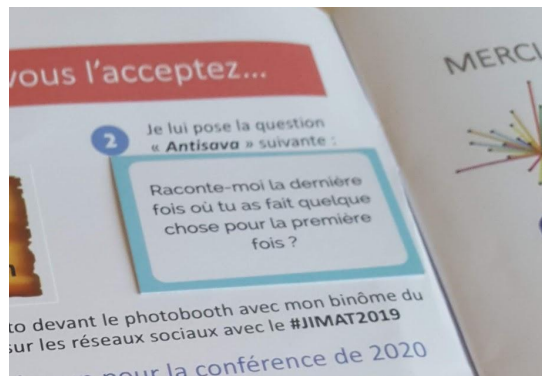 vous l'acceptez...
MERCI
2
Je lui pose la question
« Antisava » suivante :
Raconte-moi la dernière
fois où tu as fait quelque
chose pour la première
fois ?
devant le photobooth avec mon binôme du
sur les réseaux sociaux avec le #JIMAT2019
pour la conférence de 2020